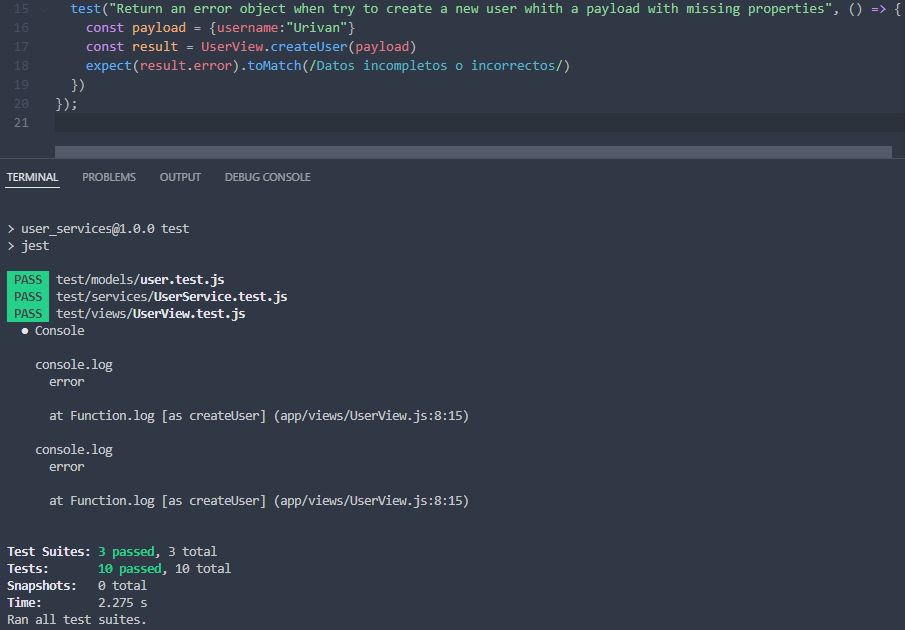 15 test("Return an error object when try to create a new user whith a payload with missing properties", () => {
16 const payload = {username:"Urivan"}
17 const result = UserView.createUser(payload)
18 expect(result.error).toMatch(/Datos incompletos o incorrectos/)
19 })
20 });
21
TERMINAL PROBLEMS OUTPUT DEBUG CONSOLE
> user_services@1.0.0 test
> jest
PASS test/models/user.test.js
PASS test/services/UserService.test.js
PASS test/views/UserView.test.js
● Console
console.log
error
at Function.log [as createUser] (app/views/UserView.js:8:15)
console.log
error
at Function.log [as createUser] (app/views/UserView.js:8:15)
Test Suites: 3 passed, 3 total
Tests: 10 passed, 10 total
Snapshots: 0 total
Time: 2.275 s
Ran all test suites.